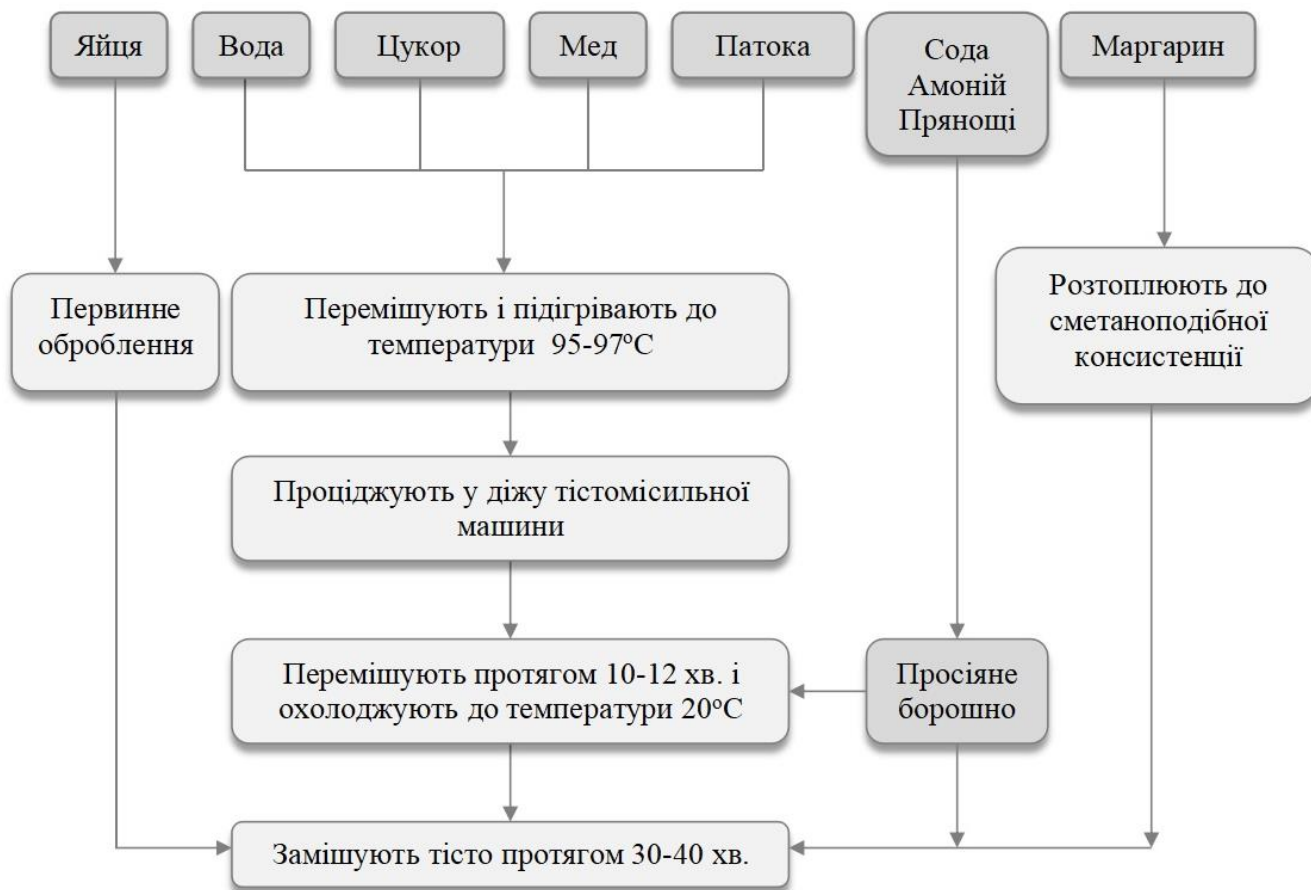 Яйця
Вода
Цукор
Мед
Патока
Сода
Амоній
Прянощі
Маргарин
Первинне
оброблення
Перемішують і підігрівають до
температури 95-97ºС
Розтоплюють до
сметаноподібної
консистенції
Проціджують у діжу тістомісильної
машини
Перемішують протягом 10-12 хв. і
охолоджують до температури 20ºС
Просіяне
борошно
Замішують тісто протягом 30-40 хв.